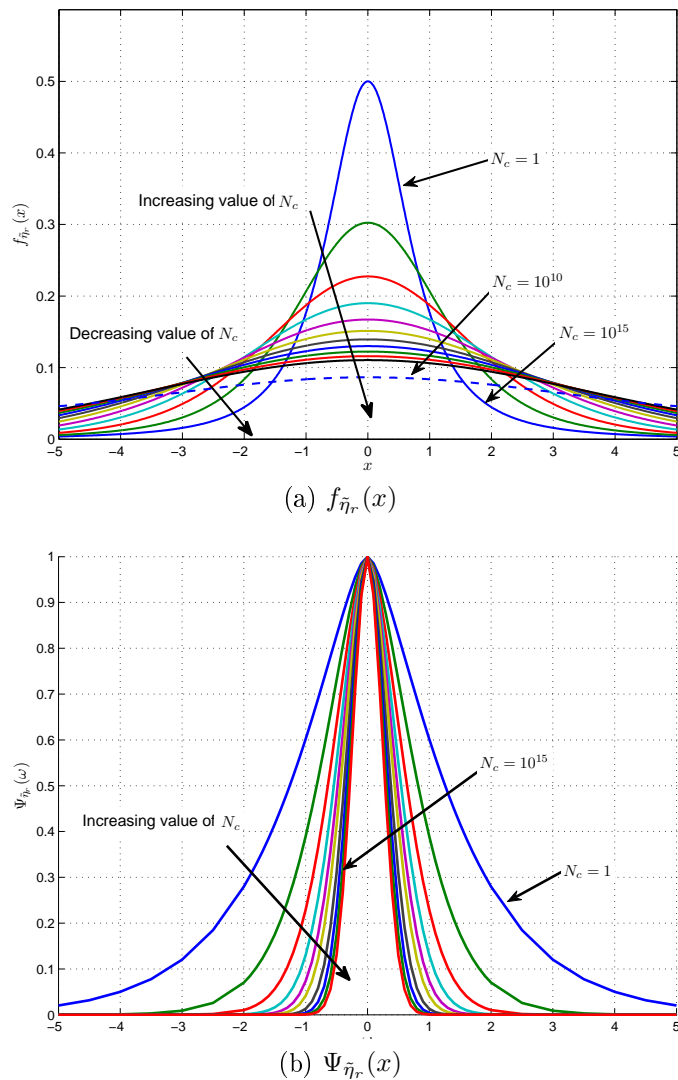 0.5
0.4
0.3
0.2
0.1
0
f_{\tilde{η}_r}(x)
N_c = 1
Increasing value of N_c
N_c = 10^{10}
Decreasing value of N_c
N_c = 10^{15}
−5 −4 −3 −2 −1 0 1 2 3 4 5
x
(a) f_{\tilde{η}_r}(x)
1
0.9
0.8
0.7
0.6
0.5
0.4
0.3
0.2
0.1
0
Ψ_{\tilde{η}_r}(ω)
N_c = 10^{15}
Increasing value of N_c
N_c = 1
−5 −4 −3 −2 −1 0 1 2 3 4 5
(b) Ψ_{\tilde{η}_r}(x)